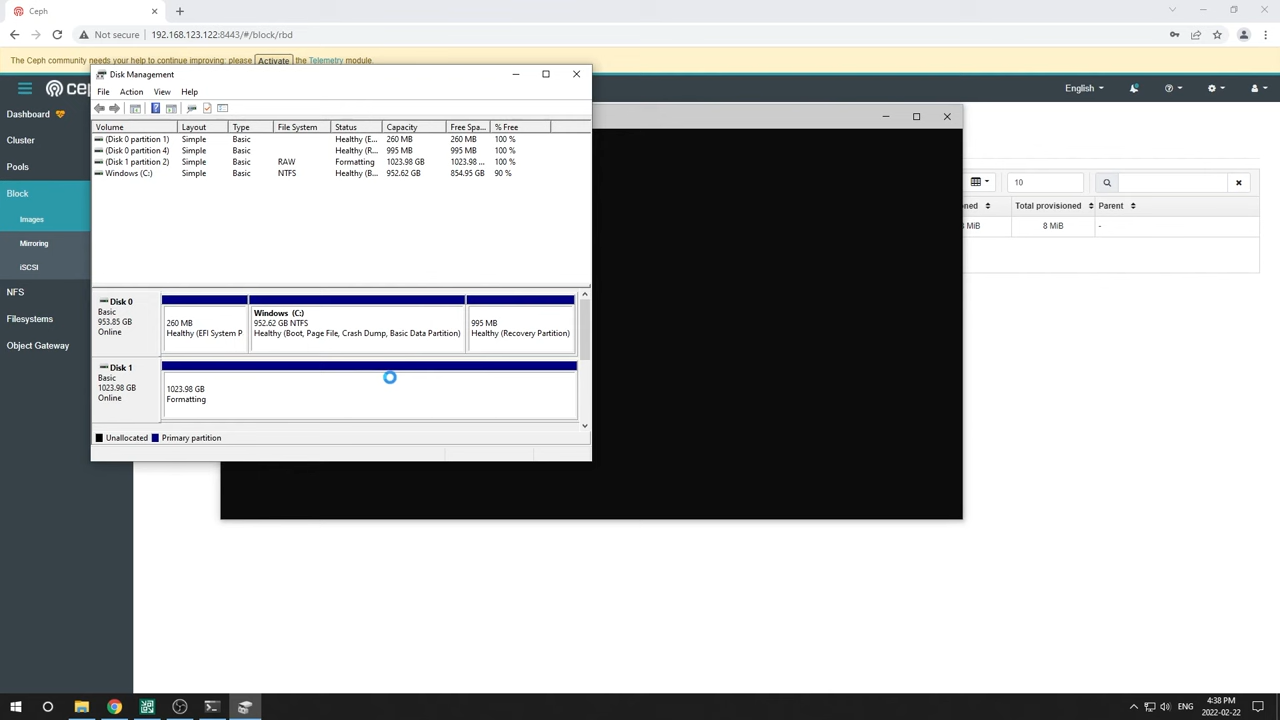 Ceph
Not secure
192.168.123.122:8443/#/block/rbd
The Ceph community needs your help to continue improving: please Activate the Telemetry module.
ce
English
Dashboard
Cluster
Pools
Block
Images
Mirroring
iSCSI
NFS
Filesystems
Object Gateway
Disk Management
File Action View Help
Volume Layout Type File System Status Capacity Free Spa... % Free
(Disk 0 partition 1) Simple Basic Healthy (E... 260 MB 260 MB 100 %
(Disk 0 partition 4) Simple Basic Healthy (R... 995 MB 995 MB 100 %
(Disk 1 partition 2) Simple Basic RAW Formatting 1023.98 GB 1023.98 ... 100 %
Windows (C:) Simple Basic NTFS Healthy (B... 952.62 GB 854.95 GB 90 %
Disk 0
Basic
953.85 GB
Online
260 MB
Healthy (EFI System P
Windows (C:)
952.62 GB NTFS
Healthy (Boot, Page File, Crash Dump, Basic Data Partition)
995 MB
Healthy (Recovery Partition)
Disk 1
Basic
1023.98 GB
Online
1023.98 GB
Formatting
Unallocated Primary partition
10
Total provisioned Parent
MiB 8 MiB -
ENG
4:38 PM
2022-02-22